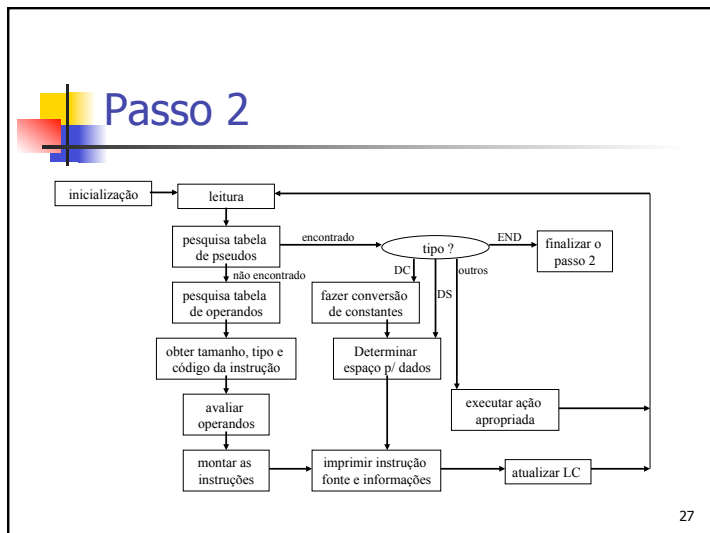 Passo 2
inicialização
leitura
pesquisa tabela
de pseudos
encontrado
tipo ?
END
finalizar o
passo 2
não encontrado
DC
DS
outros
pesquisa tabela
de operandos
fazer conversão
de constantes
obter tamanho, tipo e
código da instrução
Determinar
espaço p/ dados
avaliar
operandos
executar ação
apropriada
montar as
instruções
imprimir instrução
fonte e informações
atualizar LC
27